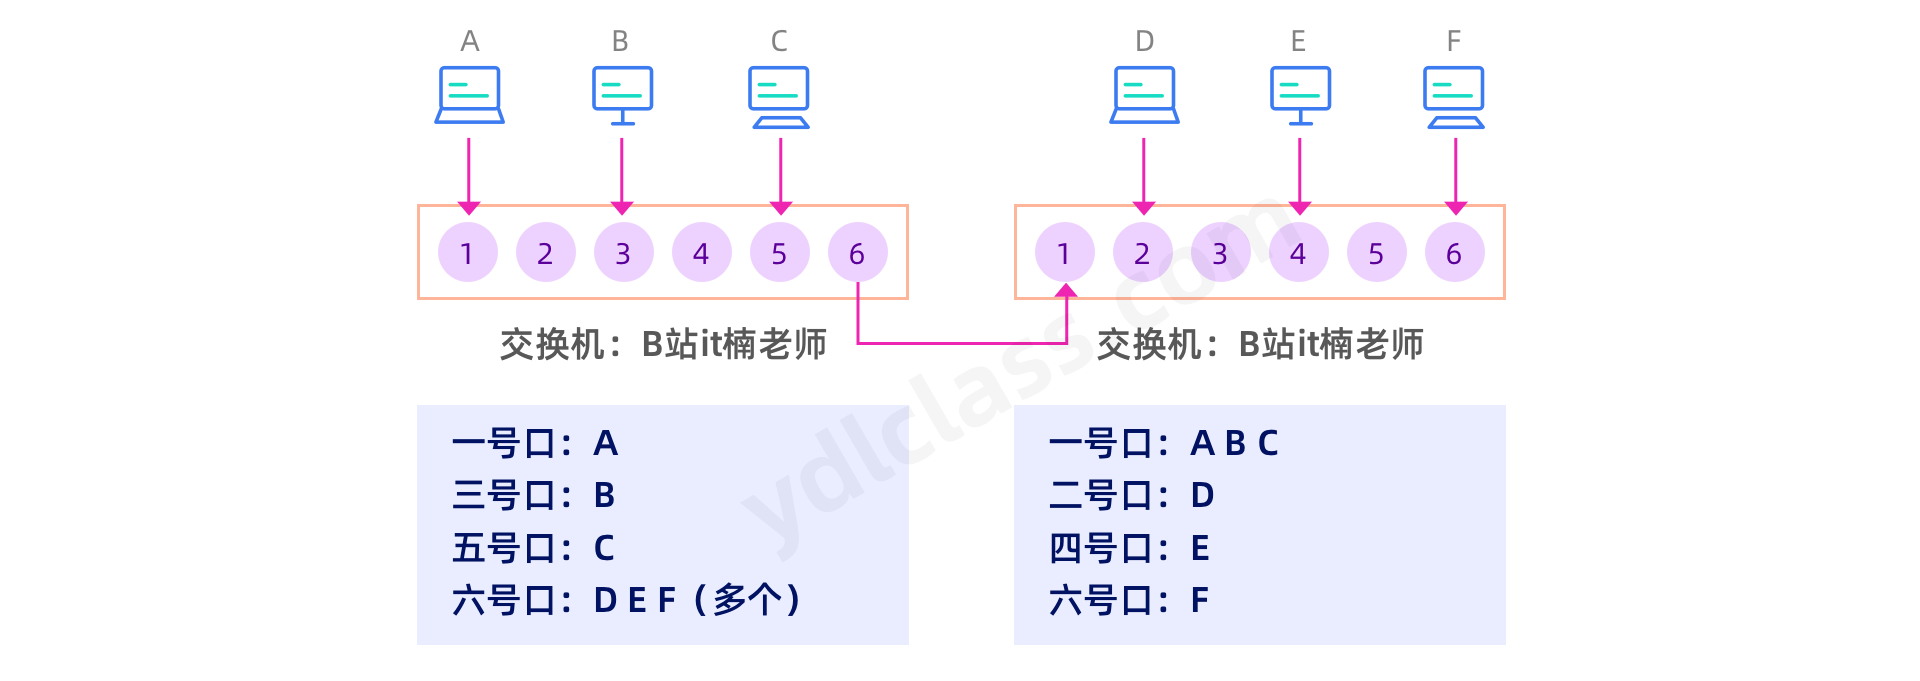 A B C D E F
1 2 3 4 5 6 1 2 3 4 5 6
交换机：B站it楠老师 交换机：B站it楠老师
一号口：A
三号口：B
五号口：C
六号口：D E F（多个）
一号口：A B C
二号口：D
四号口：E
六号口：F
ydlclass.com